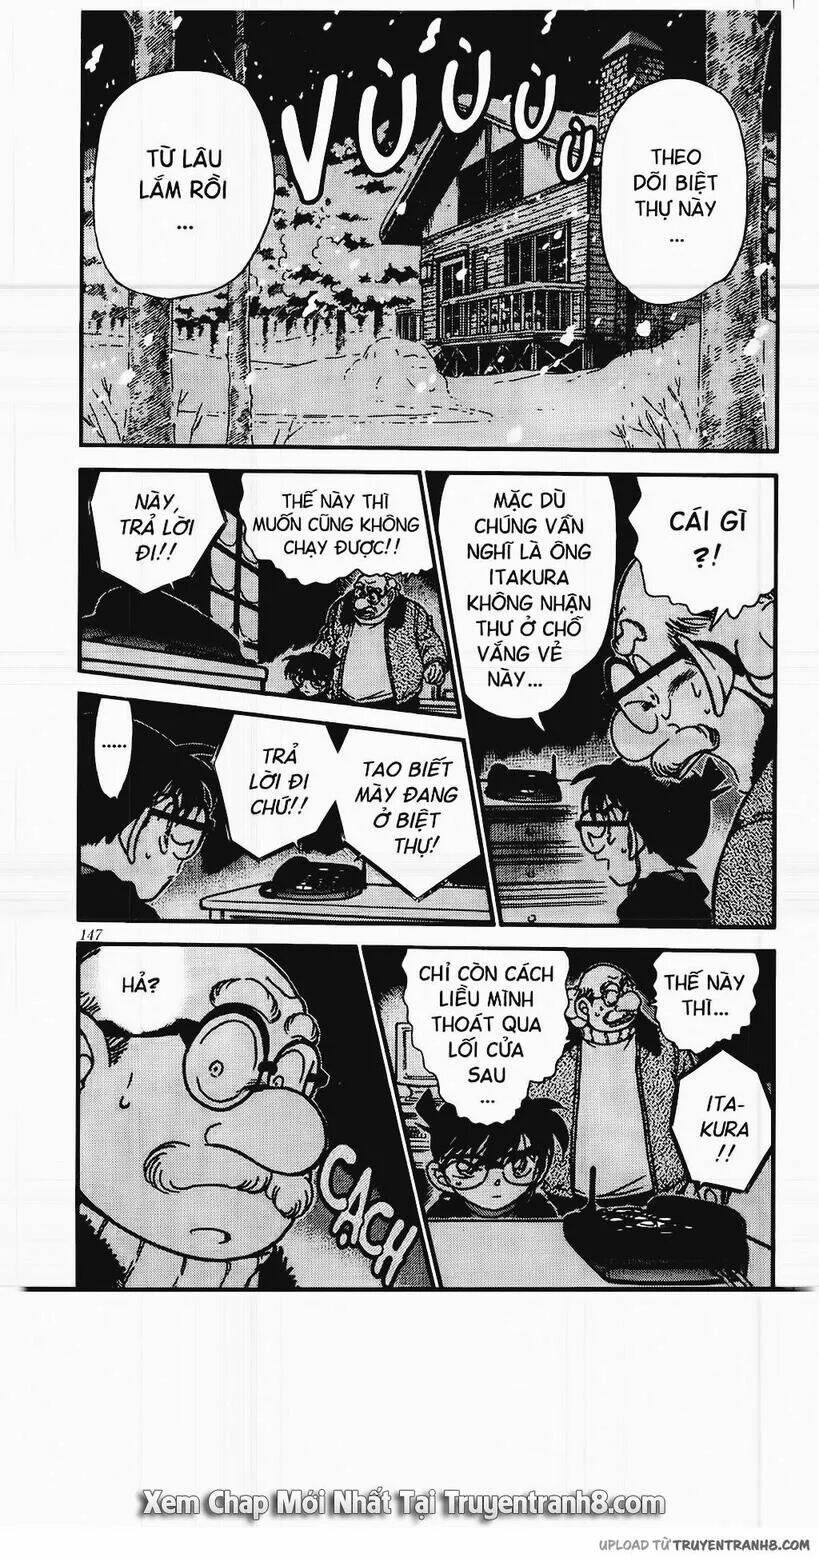 THEO
DÕI BIỆT
THỰ NÀY
...
VÙÙÙÙÙ
TỪ LÂU
LẮM RỒI
...
CÁI GÌ
?!
MẶC DÙ
CHÚNG VẪN
NGHĨ LÀ ÔNG
ITAKURA
KHÔNG NHẬN
THƯ Ở CHỖ
VẮNG VẺ
NÀY...
THẾ NÀY THÌ
MUỐN CŨNG KHÔNG
CHẠY ĐƯỢC!!
NÀY,
TRẢ LỜI
ĐI!!
TAO BIẾT
MÀY ĐANG
Ở BIỆT
THỰ!
TRẢ
LỜI ĐI
CHỨ!!
......
147
THẾ NÀY
THÌ...
ITA-
KURA
!!
CHỈ CÒN CÁCH
LIỀU MÌNH
THOÁT QUA
LỐI CỬA
SAU
...
HẢ?
CẠCH
Xem Chap Mới Nhất Tại Truyentranh8.com
UPLOAD TỪ TRUYENTRANH8.COM